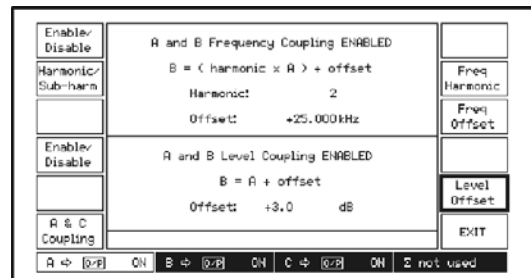 Enable/
Disable
Harmonic/
Sub-harm
Enable/
Disable
A & C
Coupling
A and B Frequency Coupling ENABLED
B = ( harmonic x A ) + offset
Harmonic: 2
Offset: +25.000kHz
A and B Level Coupling ENABLED
B = A + offset
Offset: +3.0 dB
Freq
Harmonic
Freq
Offset
Level
Offset
EXIT
A ⇨ O/P ON B ⇨ O/P ON C ⇨ O/P ON Σ not used